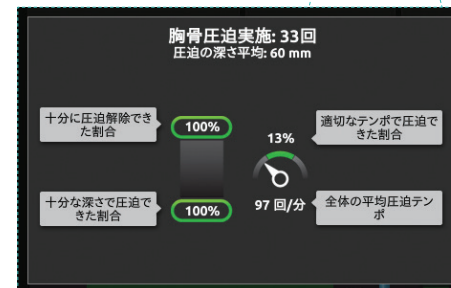 胸骨圧迫実施: 33回
圧迫の深さ平均: 60 mm
十分に圧迫解除でき
た割合
100%
13%
適切なテンポで圧迫で
きた割合
十分な深さで圧迫で
きた割合
100%
97 回/分
全体の平均圧迫テン
ポ